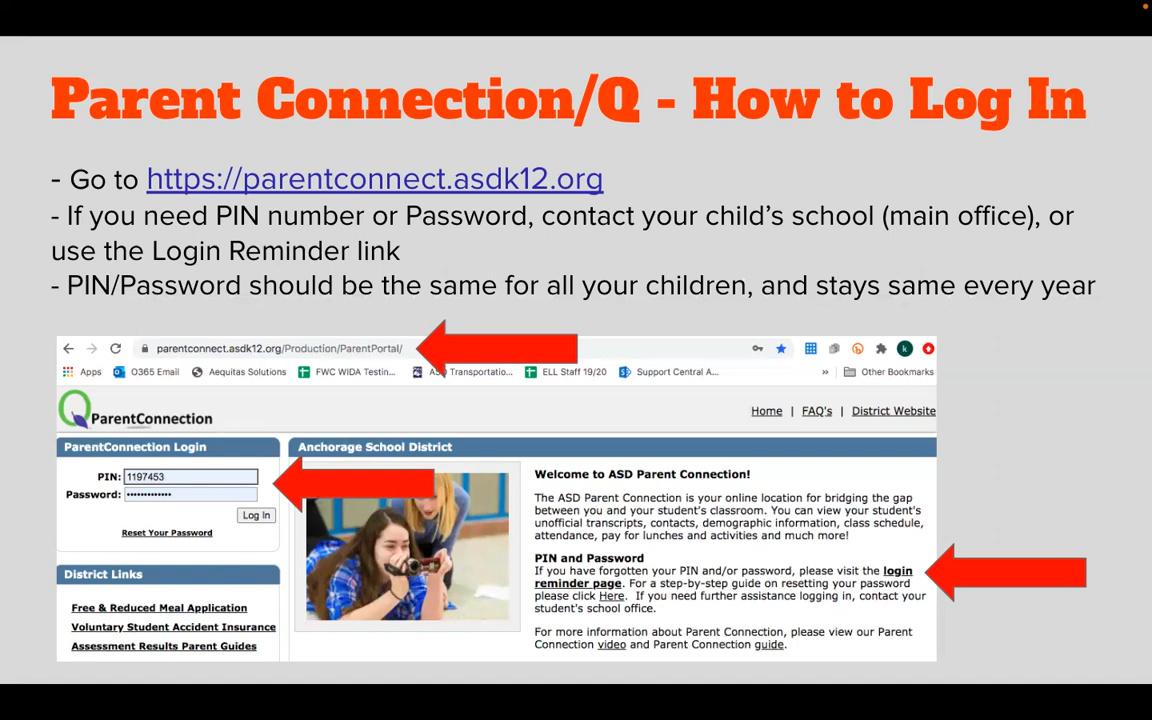 Parent Connection/Q - How to Log In
- Go to https://parentconnect.asdk12.org
- If you need PIN number or Password, contact your child's school (main office), or
use the Login Reminder link
- PIN/Password should be the same for all your children, and stays same every year
parentconnect.asdk12.org/Production/ParentPortal/
k
Apps O365 Email Aequitas Solutions FWC WIDA Testin... Transportatio... ELL Staff 19/20 Support Central A... » Other Bookmarks
ParentConnection
Home | FAQ's | District Website
ParentConnection Login
PIN: 1197453
Password: •••••••••••••
Log In
Reset Your Password
District Links
Free & Reduced Meal Application
Voluntary Student Accident Insurance
Assessment Results Parent Guides
Anchorage School District
Welcome to ASD Parent Connection!
The ASD Parent Connection is your online location for bridging the gap
between you and your student's classroom. You can view your student's
unofficial transcripts, contacts, demographic information, class schedule,
attendance, pay for lunches and activities and much more!
PIN and Password
If you have forgotten your PIN and/or password, please visit the login
reminder page. For a step-by-step guide on resetting your password
please click Here. If you need further assistance logging in, contact your
student's school office.
For more information about Parent Connection, please view our Parent
Connection video and Parent Connection guide.